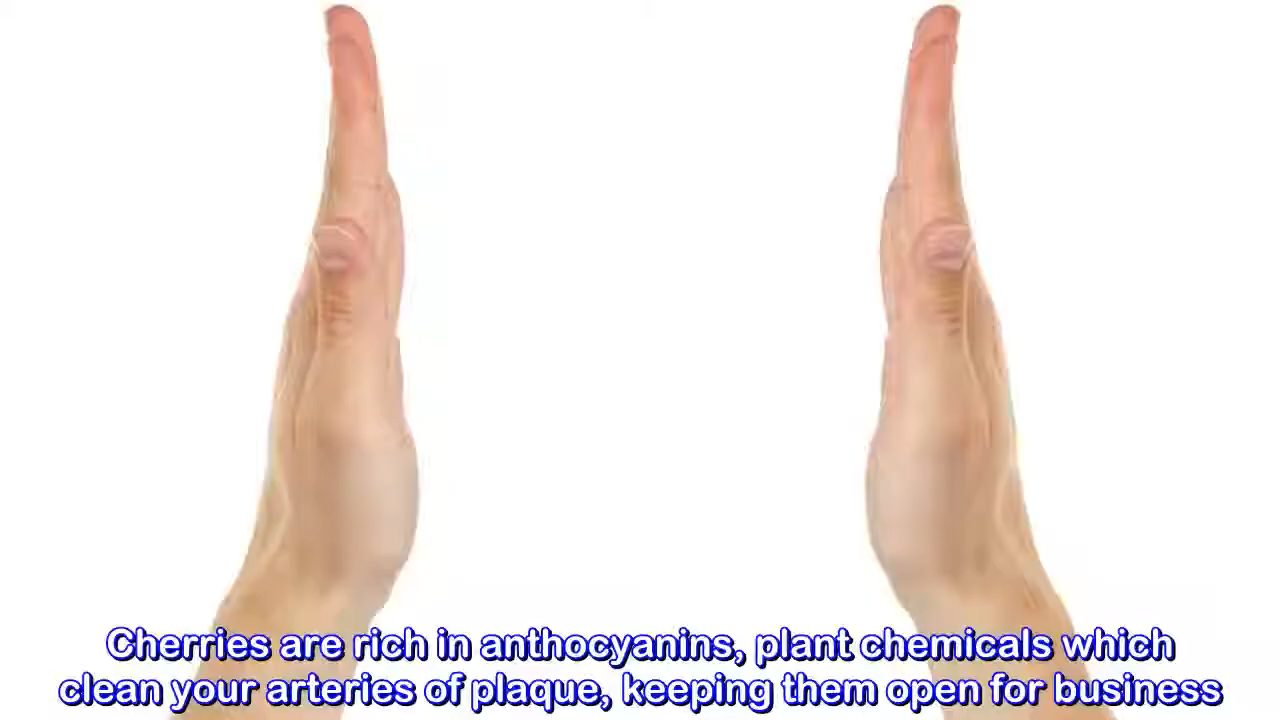 Cherries are rich in anthocyanins, plant chemicals which
clean your arteries of plaque, keeping them open for business